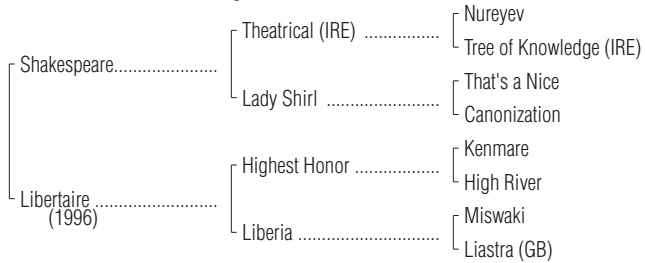 Nureyev
Theatrical (IRE) ................
Tree of Knowledge (IRE)
Shakespeare......................
That's a Nice
Lady Shirl ........................
Canonization
Kenmare
Highest Honor ..................
High River
Libertaire ..........................
(1996)
Miswaki
Liberia ..............................
Liastra (GB)